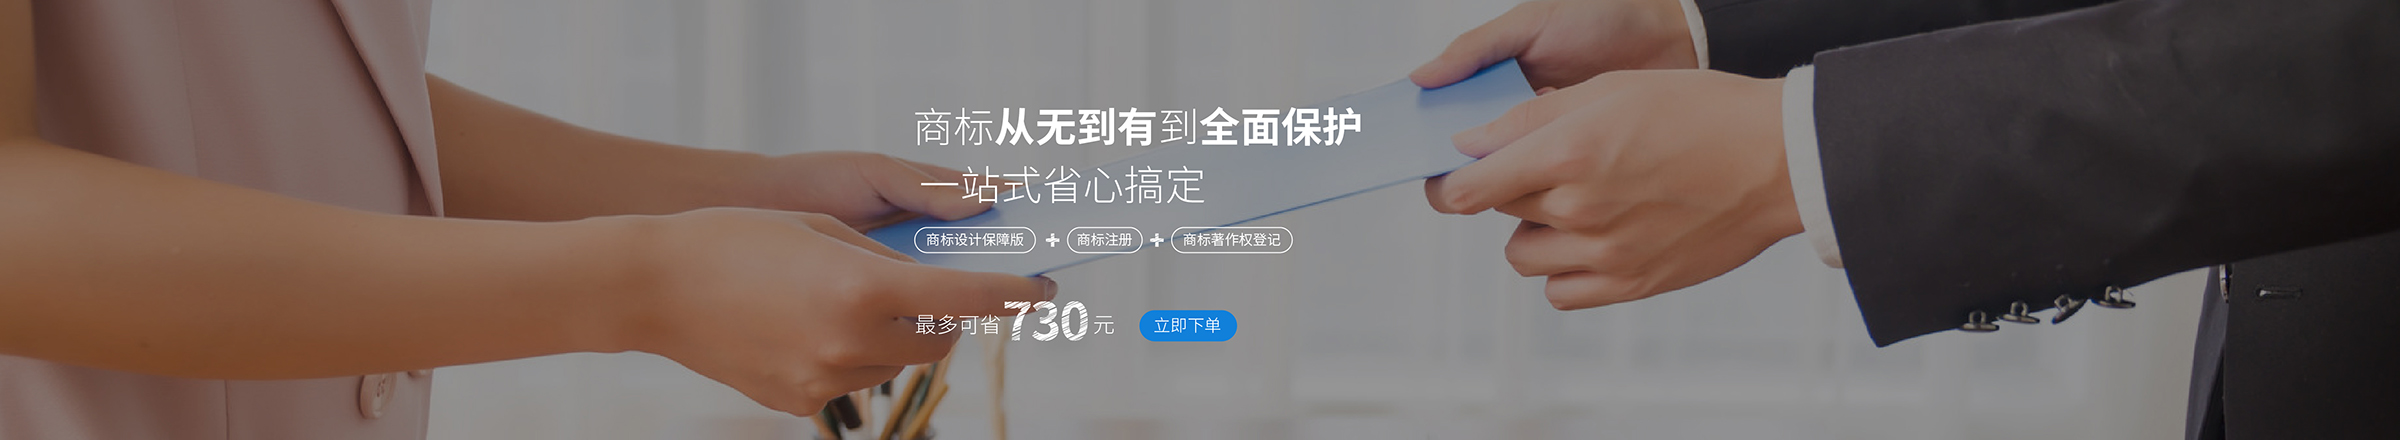 商标从无到有到全面保护
一站式省心搞定
商标设计保障版 + 商标注册 + 商标著作权登记
最多可省730元 立即下单